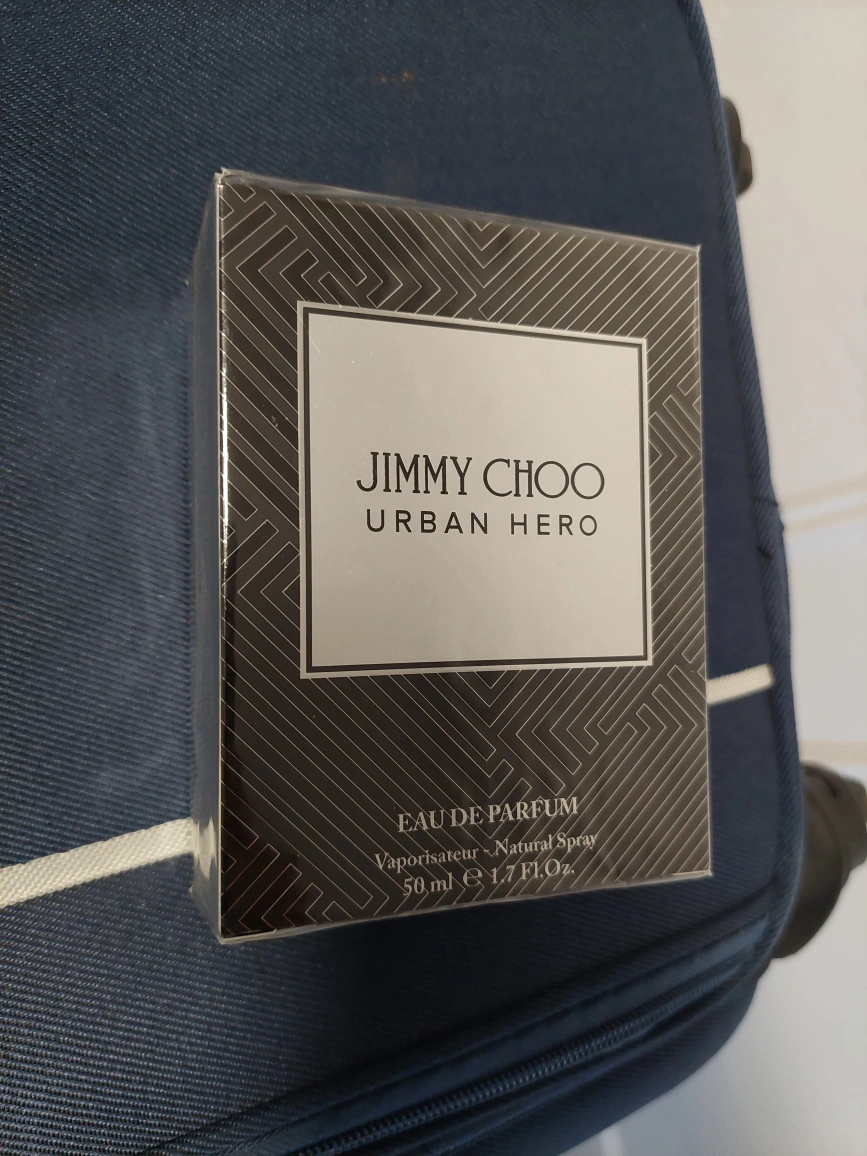 JIMMY CHOO
URBAN HERO
EAU DE PARFUM
Vaporisateur - Natural Spray
50 ml ℮ 1.7 Fl.Oz.